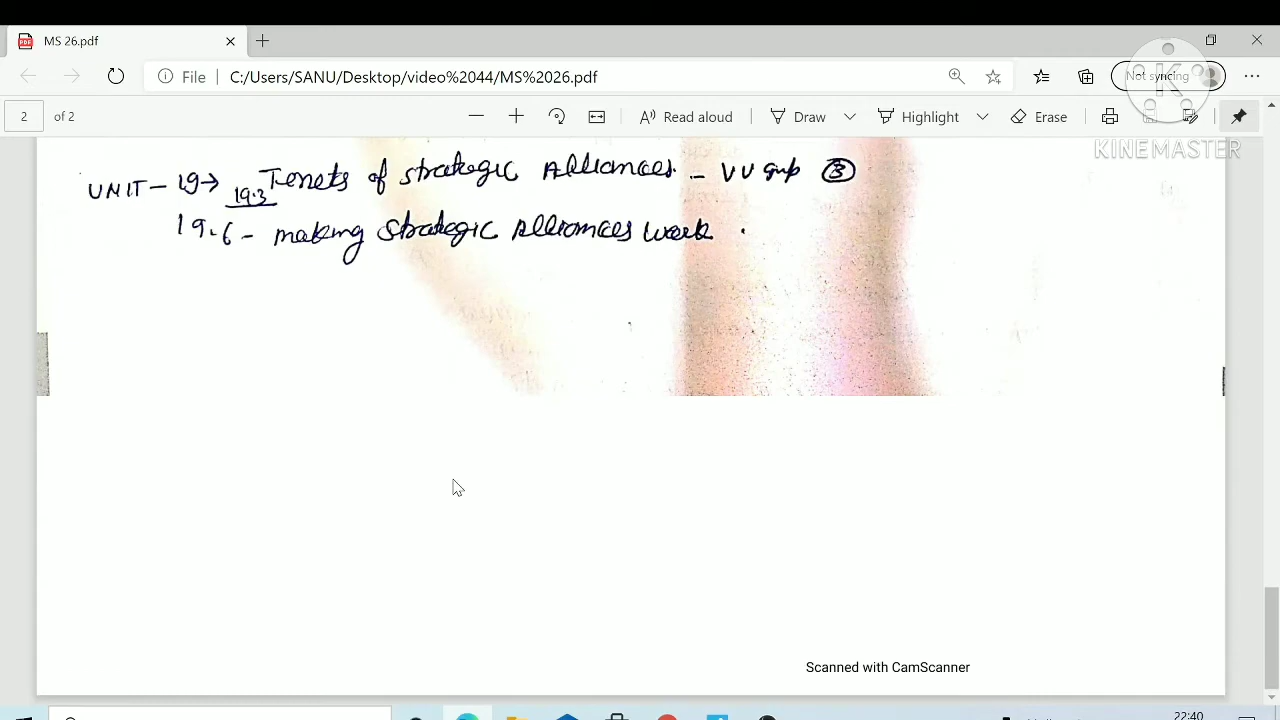 MS 26.pdf
File C:/Users/SANU/Desktop/video%2044/MS%2026.pdf
Not syncing
2 of 2 Read aloud Draw Highlight Erase
KINEMASTER
UNIT - 19 → 19.3 Tenets of strategic Alliances. - VV imp 3
19.6 - making strategic Alliances work .
Scanned with CamScanner
22:40